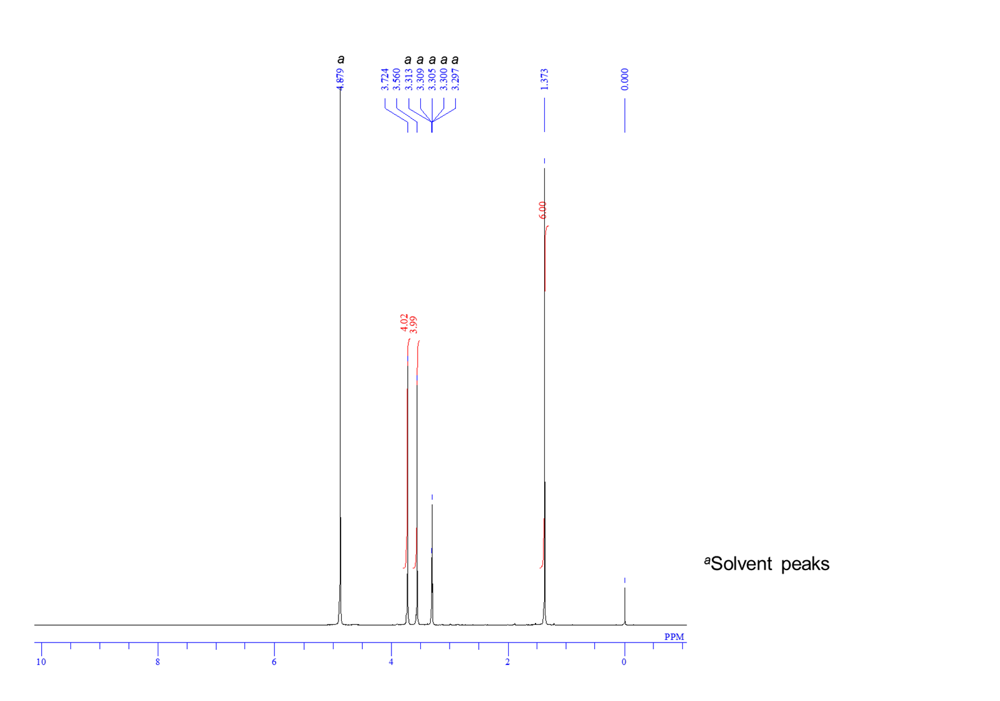 a a a a a a
4.879 3.724 3.560 3.313 3.309 3.305 3.300 3.297 1.373 0.000
6.00
4.02 3.99
aSolvent peaks
PPM
10 8 6 4 2 0